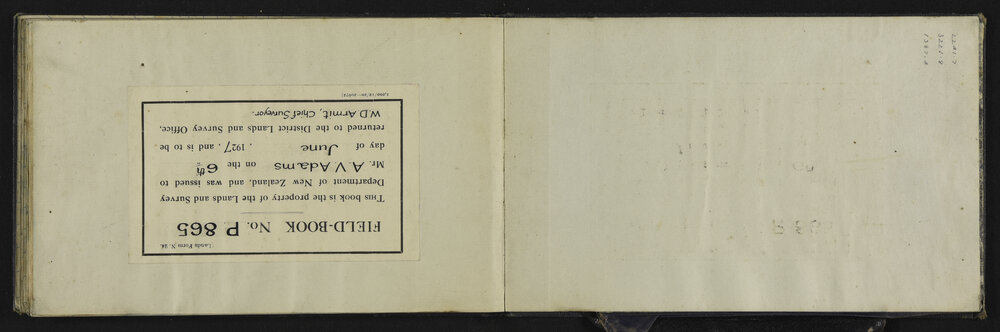 Lands Form N. 24.
FIELD-BOOK No. P. 865
THIS book is the property of the Lands and Survey
Department of New Zealand, and was issued to
Mr. A. V Adams on the 6th
day of June, 1927, and is to be
returned to the District Lands and Survey Office,
W.D. Armit, Chief Surveyor.